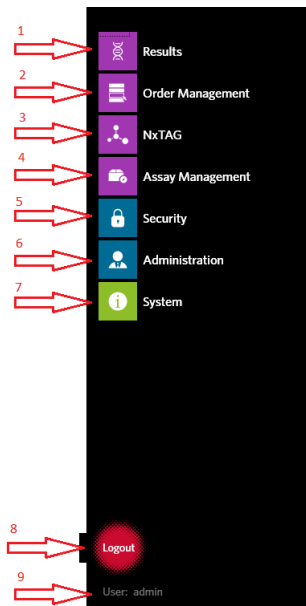 1
Results
2
Order Management
3
NxTAG
4
Assay Management
5
Security
6
Administration
7
System
8
Logout
9
User: admin